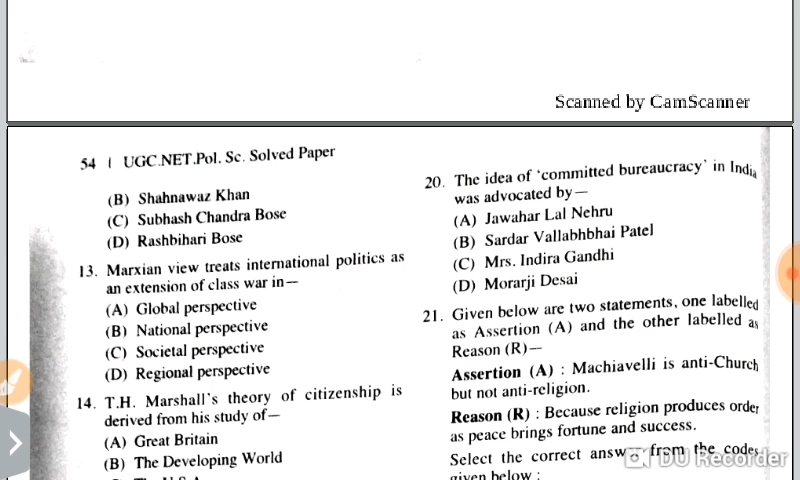 Scanned by CamScanner
54 | UGC.NET.Pol. Sc. Solved Paper
(B) Shahnawaz Khan
(C) Subhash Chandra Bose
(D) Rashbihari Bose
13. Marxian view treats international politics as
an extension of class war in—
(A) Global perspective
(B) National perspective
(C) Societal perspective
(D) Regional perspective
14. T.H. Marshall's theory of citizenship is
derived from his study of—
(A) Great Britain
(B) The Developing World
20. The idea of 'committed bureaucracy' in India
was advocated by—
(A) Jawahar Lal Nehru
(B) Sardar Vallabhbhai Patel
(C) Mrs. Indira Gandhi
(D) Morarji Desai
21. Given below are two statements, one labelled
as Assertion (A) and the other labelled as
Reason (R)—
Assertion (A) : Machiavelli is anti-Church
but not anti-religion.
Reason (R) : Because religion produces order
as peace brings fortune and success.
Select the correct answ from the codes
given below :
DU Recorder